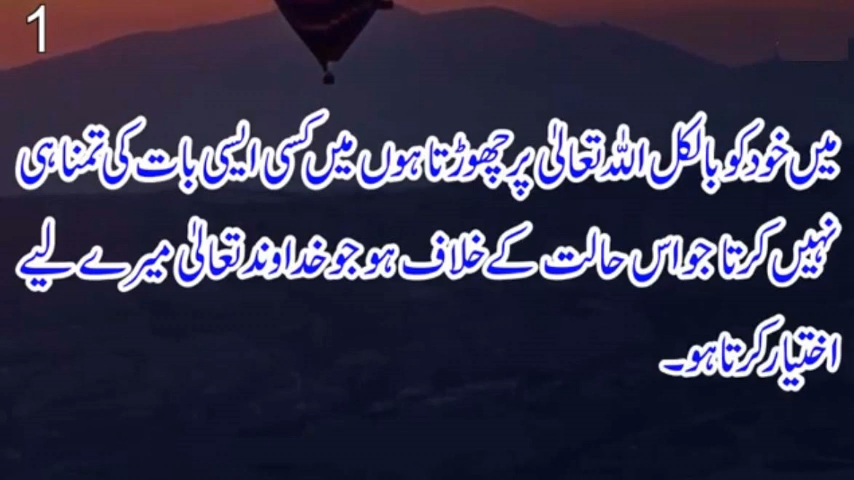 1
میں خود کو بالکل اللہ تعالیٰ پر چھوڑتا ہوں میں کسی ایسی بات کی تمنا ہی
نہیں کرتا جو اس حالت کے خلاف ہو جو خداوند تعالیٰ میرے لیے
اختیار کرتا ہو۔